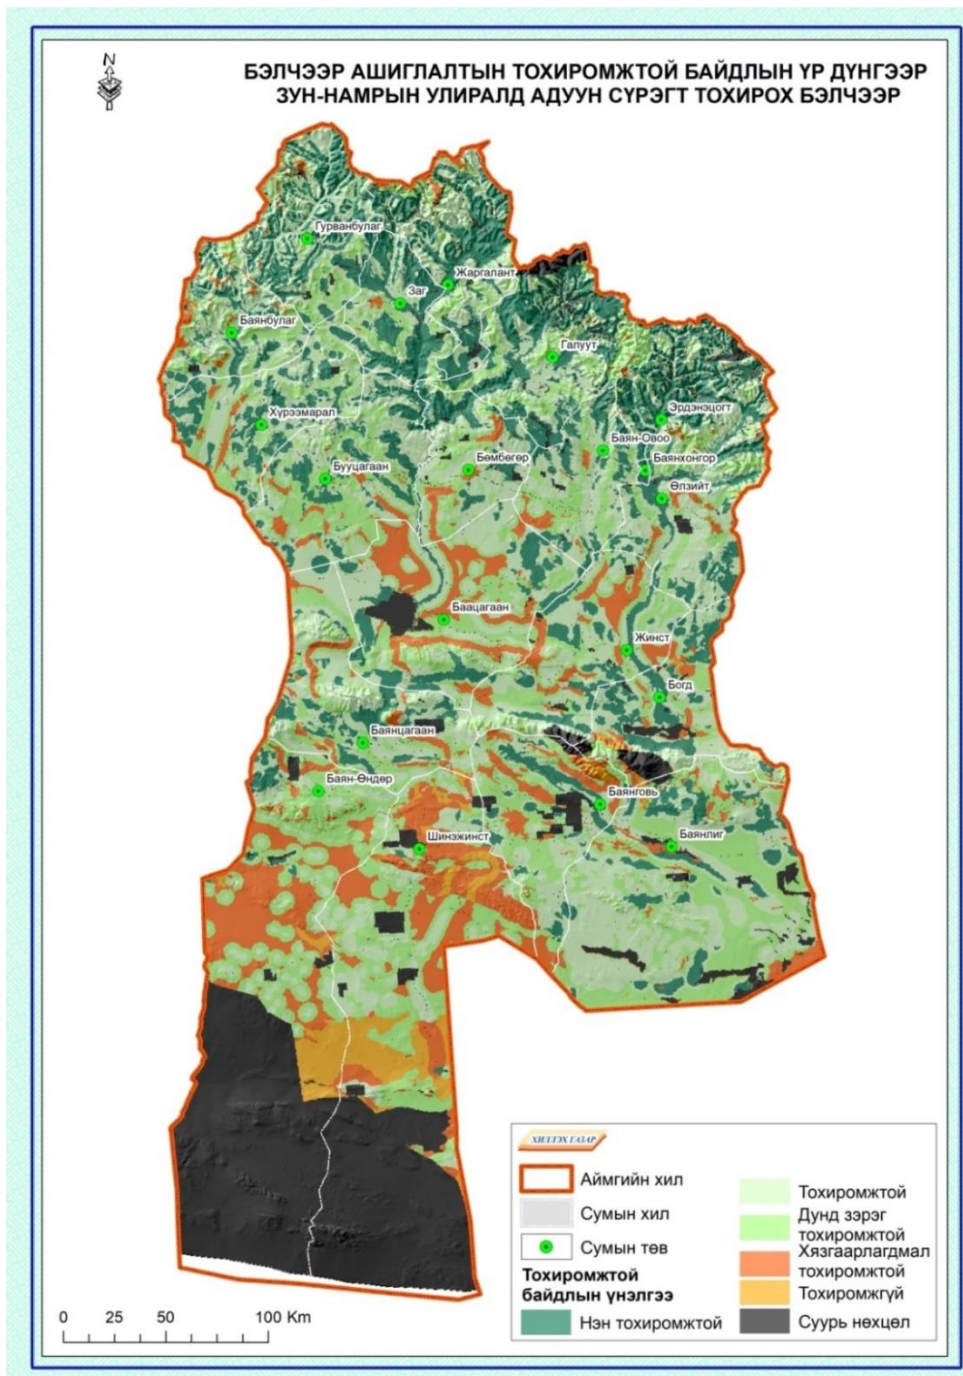 БЭЛЧЭЭР АШИГЛАЛТЫН ТОХИРОМЖТОЙ БАЙДЛЫН ҮР ДҮНГЭЭР
ЗУН-НАМРЫН УЛИРАЛД АДУУН СҮРЭГТ ТОХИРОХ БЭЛЧЭЭР
N
Гурванбулаг
Жаргалант
Заг
Баянбулаг
Галуут
Хүрээмарал
Эрдэнэцогт
Баян-Овоо
Бөмбөгөр
Баянхонгор
Бууцагаан
Өлзийт
Баацагаан
Жинст
Богд
Баянцагаан
Баян-Өндөр
Баянговь
Шинэжинст
Баянлиг
ХИЛЛЭХ ГАЗАР
Аймгийн хил
Сумын хил
Сумын төв
Тохиромжтой
байдлын үнэлгээ
Нэн тохиромжтой
Тохиромжтой
Дунд зэрэг
тохиромжтой
Хязгаарлагдмал
тохиромжтой
Тохиромжгүй
Суурь нөхцөл
0 25 50 100 Km